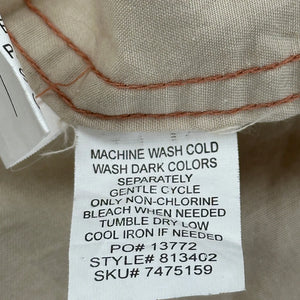 MACHINE WASH COLD
WASH DARK COLORS
SEPARATELY
GENTLE CYCLE
ONLY NON-CHLORINE
BLEACH WHEN NEEDED
TUMBLE DRY LOW
COOL IRON IF NEEDED
PO# 13772
STYLE# 813402
SKU# 7475159